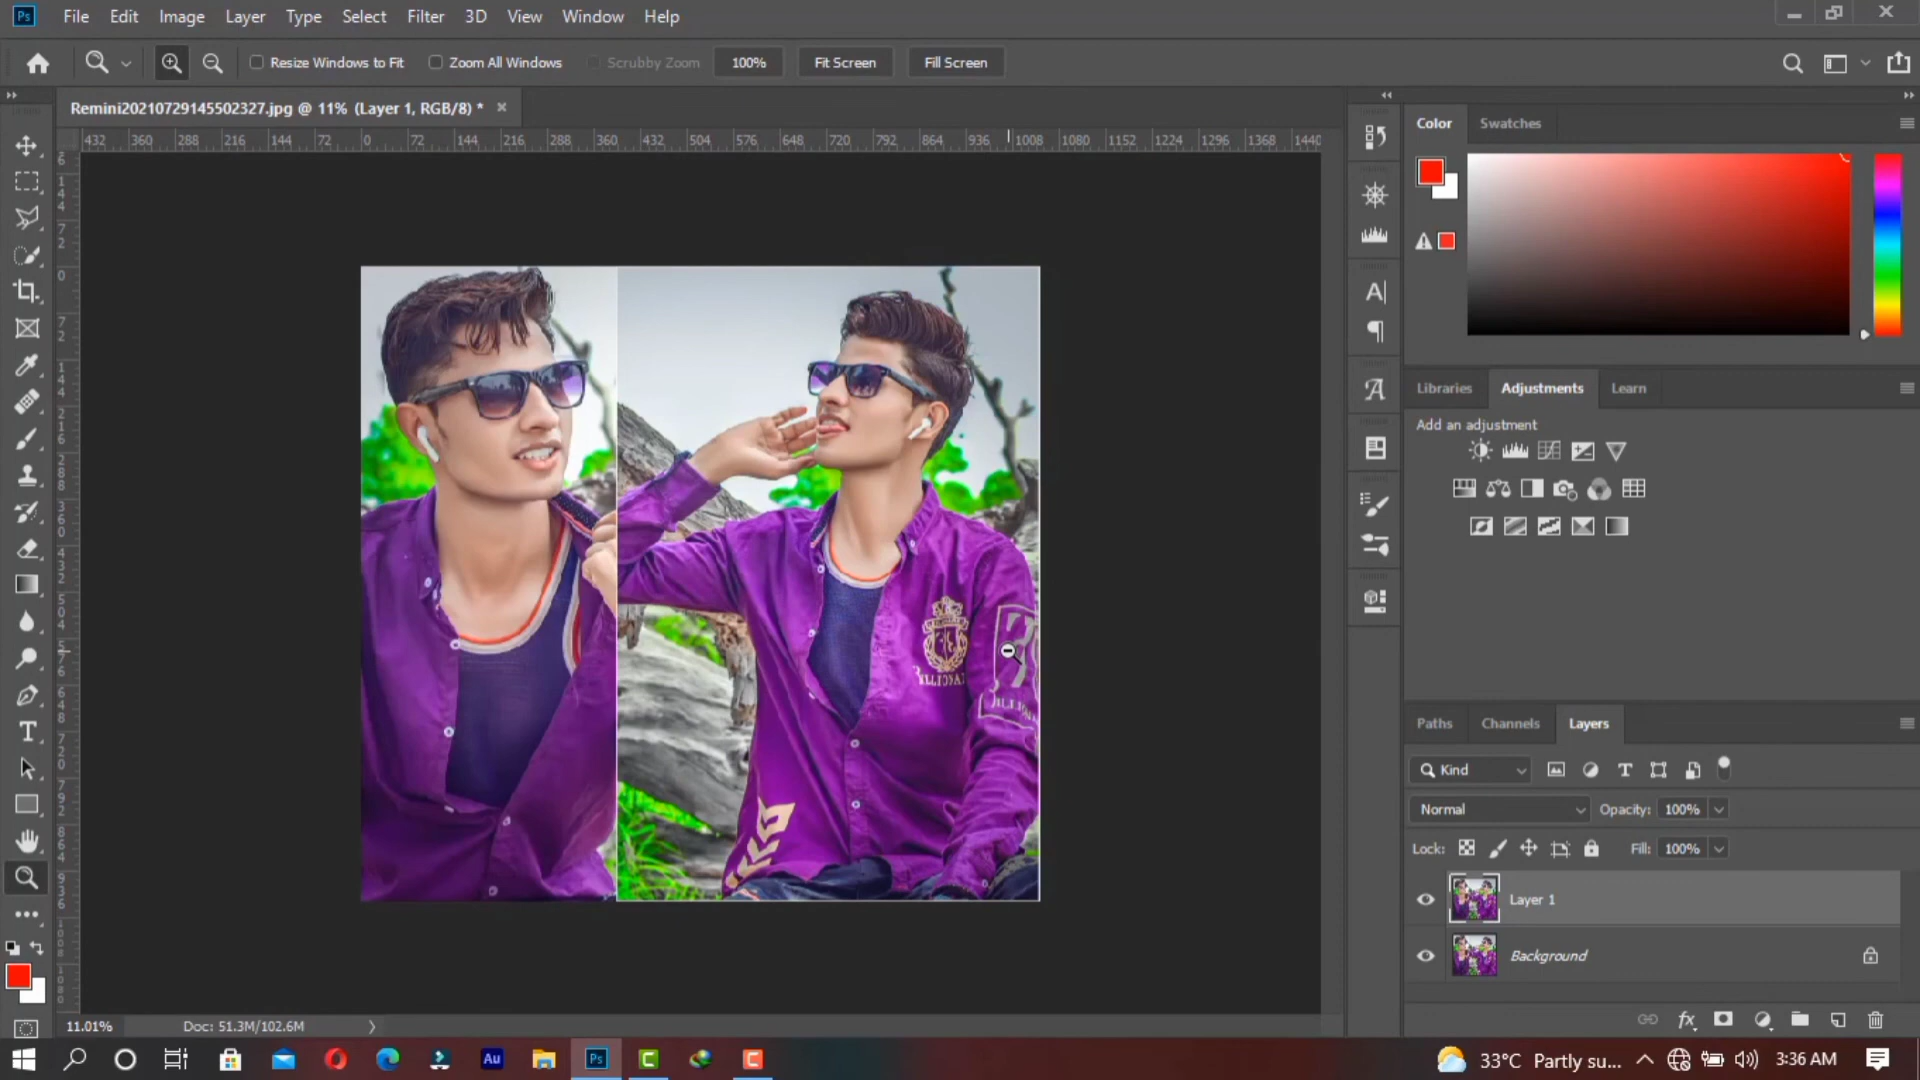 Ps File Edit Image Layer Type Select Filter 3D View Window Help
Resize Windows to Fit Zoom All Windows Scrubby Zoom 100% Fit Screen Fill Screen
Remini20210729145502327.jpg @ 11% (Layer 1, RGB/8) *
432 360 288 216 144 72 0 72 144 216 288 360 432 504 576 648 720 792 864 936 1008 1080 1152 1224 1296 1368 1440
Color Swatches
Libraries Adjustments Learn
Add an adjustment
Paths Channels Layers
Kind
Normal Opacity: 100%
Lock: Fill: 100%
Layer 1
Background
fx
11.01% Doc: 51.3M/102.6M
Au Ps C C 33°C Partly su... 3:36 AM